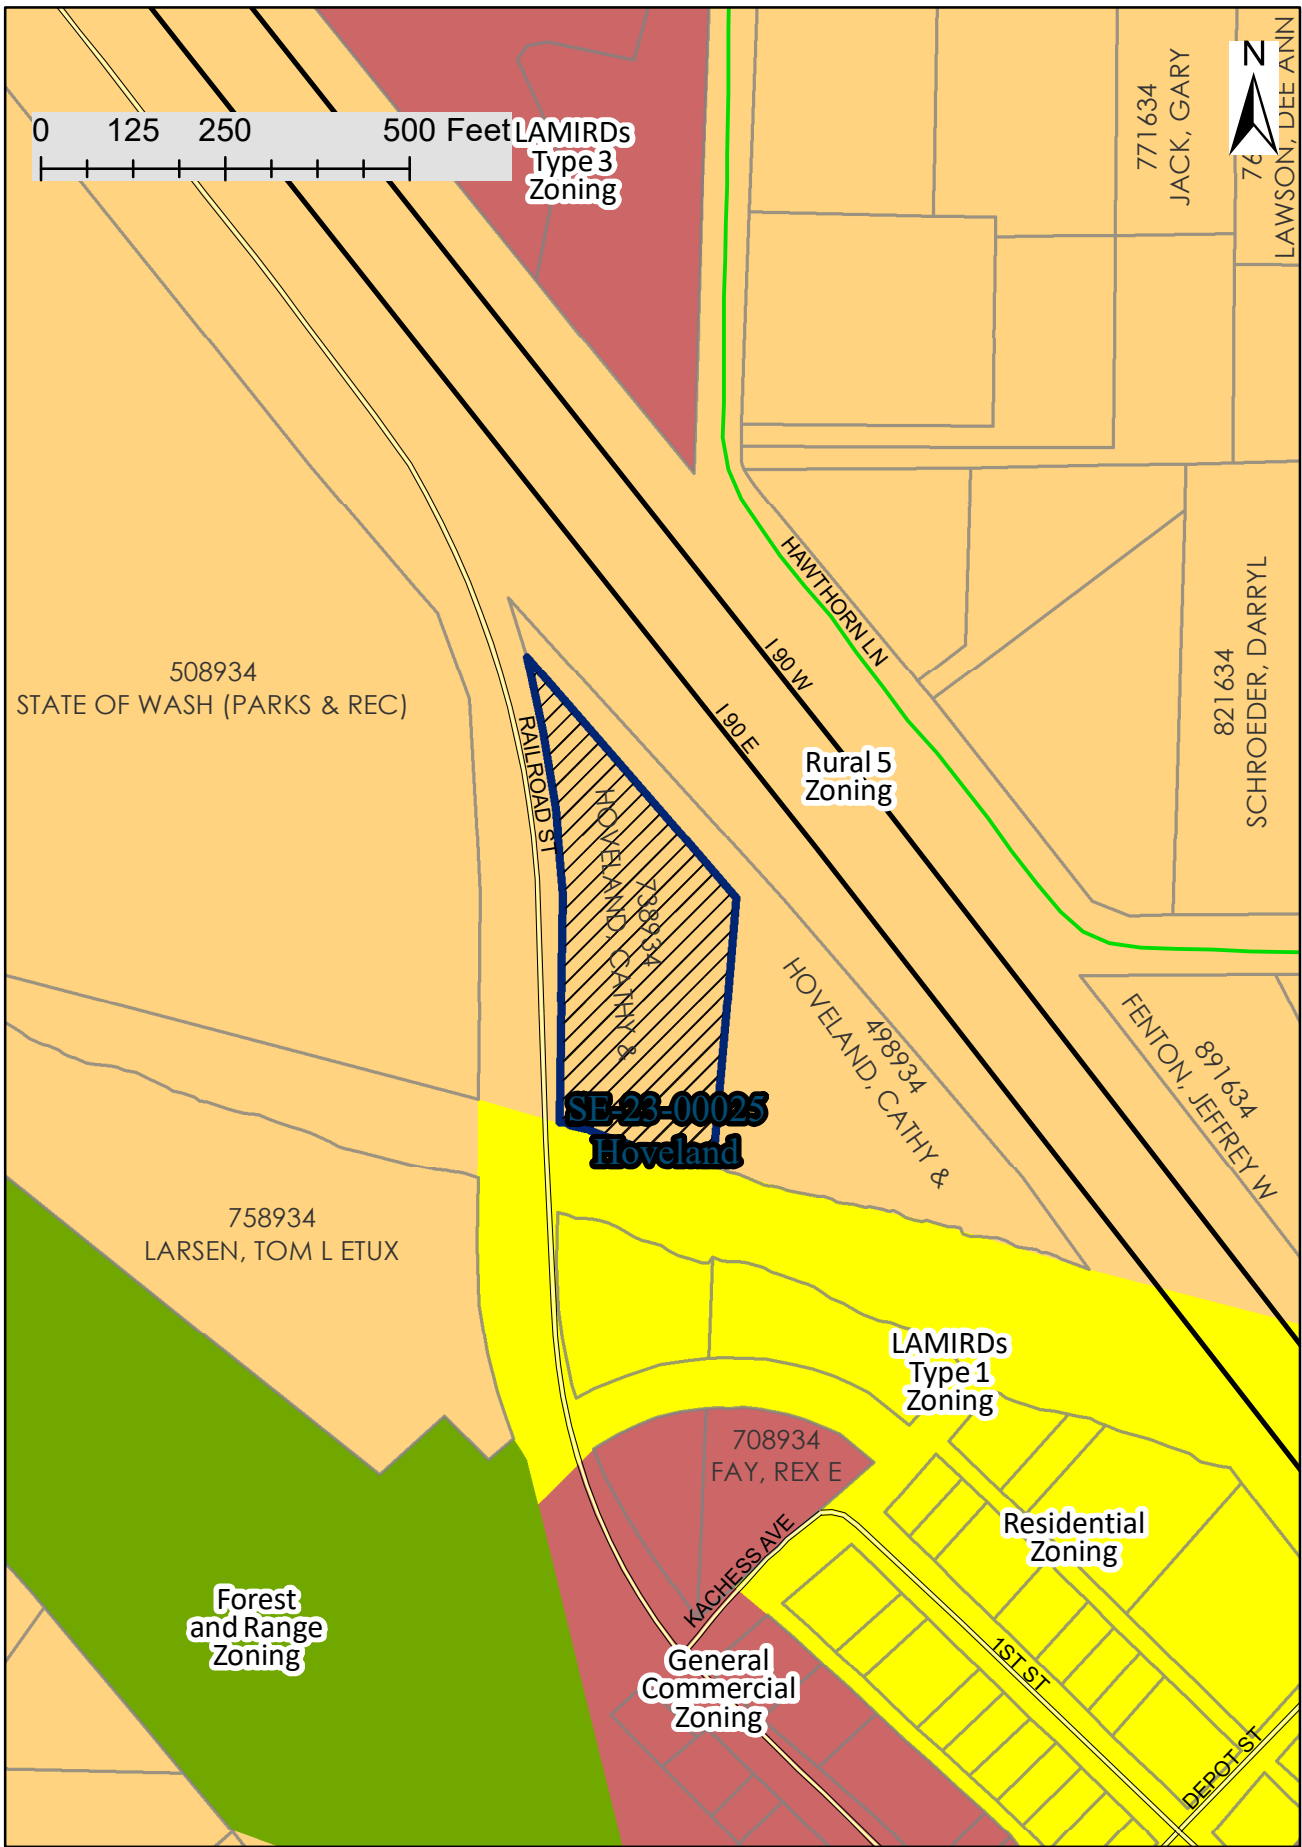 N
0 125 250 500 Feet
LAMIRDs
Type 3
Zoning
771634
JACK, GARY
76
LAWSON, DEE ANN
HAWTHORN LN
508934
STATE OF WASH (PARKS & REC)
821634
SCHROEDER, DARRYL
I 90 W
I 90 E
RAILROAD ST
Rural 5
Zoning
738934
HOVELAND, CATHY &
498934
HOVELAND, CATHY &
891634
FENTON, JEFFREY W
SE-23-00025
Hoveland
758934
LARSEN, TOM L ETUX
LAMIRDs
Type 1
Zoning
708934
FAY, REX E
Residential
Zoning
KACHESS AVE
Forest
and Range
Zoning
General
Commercial
Zoning
1ST ST
DEPOT ST